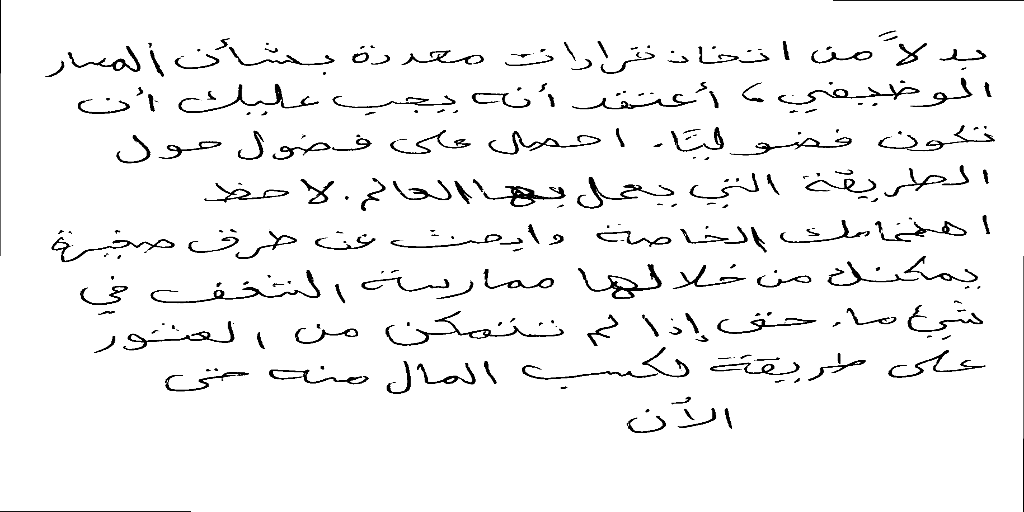 بدلاً من اتخاذ قرارات محددة بشأن المسار
الوظيفي، أعتقد أنه يجب عليك أن
تكون فضوليًا. احصل على فضول حول
الطريقة التي يعمل بها العالم. لاحظ
اهتمامك الخاصة وابحث عن طرق صغيرة
يمكنك من خلالها ممارسة التثقف في
شيء ما. حتى إذا لم تتمكن من العثور
على طريقة لكسب المال منه حتى
الآن